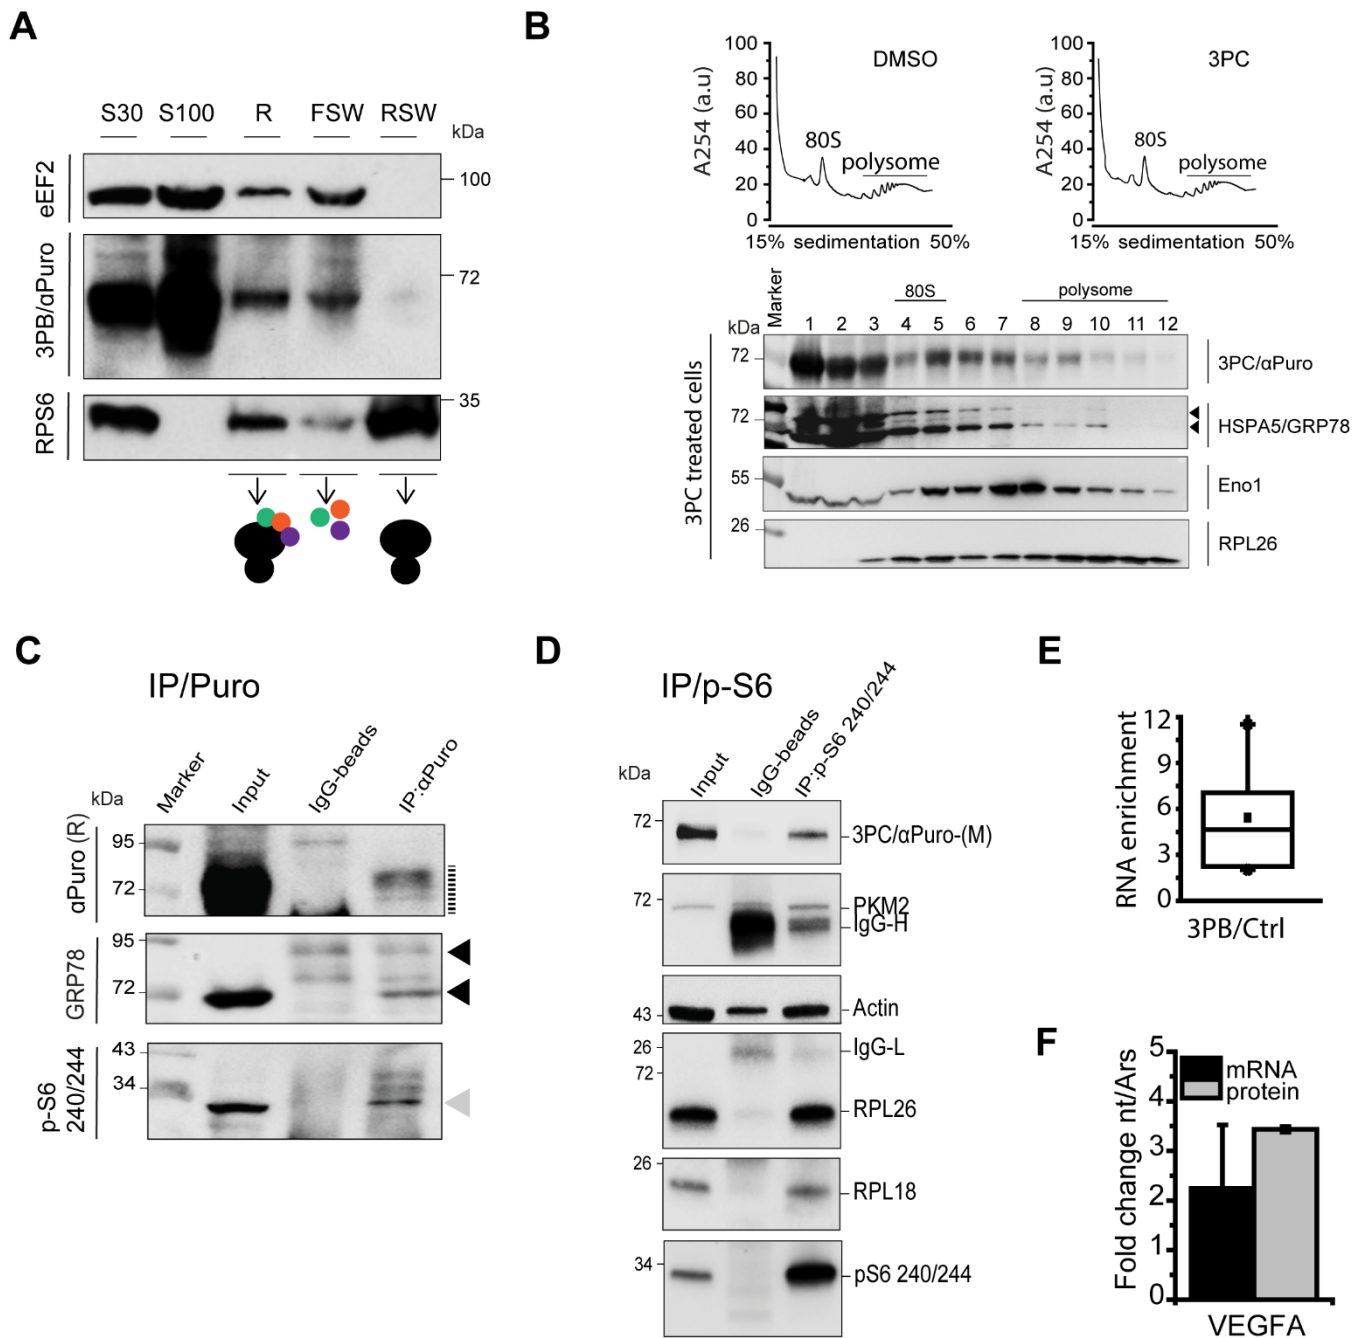 A
S30 S100 R FSW RSW
kDa
eEF2
100
3PB/αPuro
72
RPS6
35
B
A254 (a.u)
100
80
60
40
20
0
DMSO
80S
polysome
15% sedimentation 50%
A254 (a.u)
100
80
60
40
20
0
3PC
80S
polysome
15% sedimentation 50%
Marker
80S
polysome
kDa
1 2 3 4 5 6 7 8 9 10 11 12
3PC treated cells
72
3PC/αPuro
72
HSPA5/GRP78
55
Eno1
26
RPL26
C
IP/Puro
kDa
Marker
Input
IgG-beads
IP:αPuro
αPuro (R)
95
72
GRP78
95
72
p-S6
240/244
43
34
D
IP/p-S6
kDa
Input
IgG-beads
IP:p-S6 240/244
72
3PC/αPuro-(M)
72
PKM2
IgG-H
43
Actin
26
IgG-L
72
RPL26
26
RPL18
34
pS6 240/244
E
RNA enrichment
12
9
6
3
0
3PB/Ctrl
F
Fold change nt/Ars
5
4
3
2
1
0
mRNA
protein
VEGFA